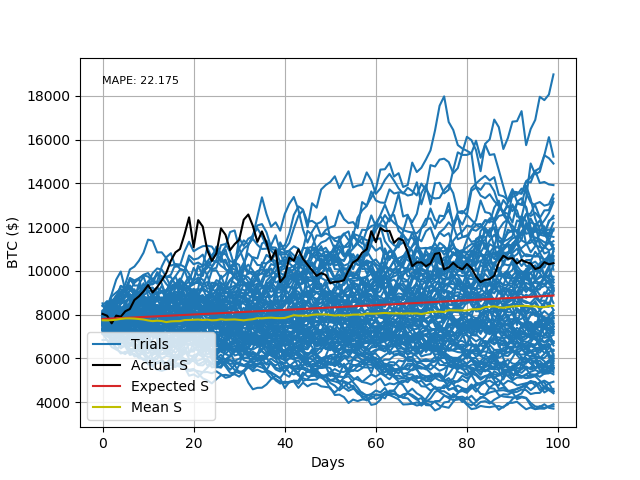 MAPE: 22.175
18000
16000
14000
12000
10000
8000
6000
4000
BTC ($)
Trials
Actual S
Expected S
Mean S
0 20 40 60 80 100
Days